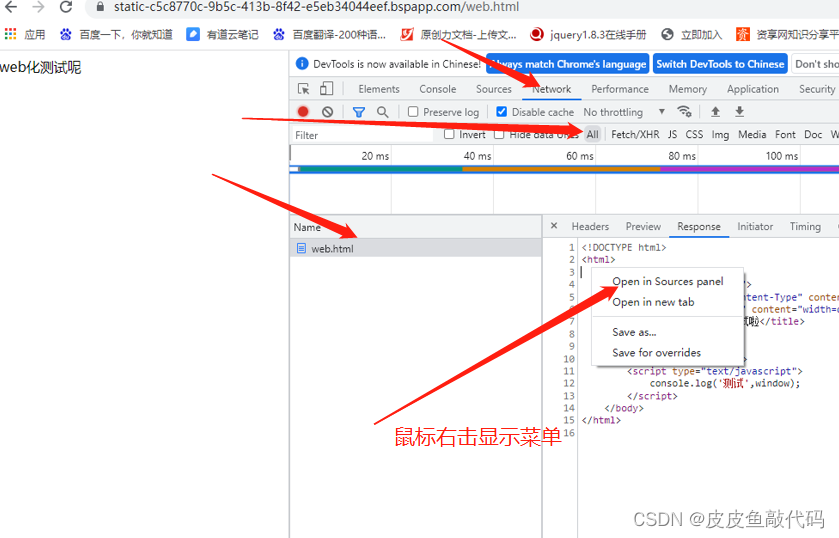 static-c5c8770c-9b5c-413b-8f42-e5eb34044eef.bspapp.com/web.html
应用 百度一下，你就知道 有道云笔记 百度翻译-200种语... 原创力文档-上传文... jquery1.8.3在线手册 立即加入 资享网知识分享平
web化测试呢
DevTools is now available in Chinese! Always match Chrome's language Switch DevTools to Chinese Don't sho
Elements Console Sources Network Performance Memory Application Security
Preserve log Disable cache No throttling
Filter Invert Hide data URLs All Fetch/XHR JS CSS Img Media Font Doc W
20 ms 40 ms 60 ms 80 ms 100 ms
Name
web.html
× Headers Preview Response Initiator Timing
1 <!DOCTYPE html>
2 <html>
3
4 ">
5 tent-Type" conten
6 " content="width=d
7 啦</title>
8
10 >
11 <script type="text/javascript">
12 console.log('测试',window);
13 </script>
14 </body>
15 </html>
16
Open in Sources panel
Open in new tab
Save as...
Save for overrides
鼠标右击显示菜单
CSDN @皮皮鱼敲代码